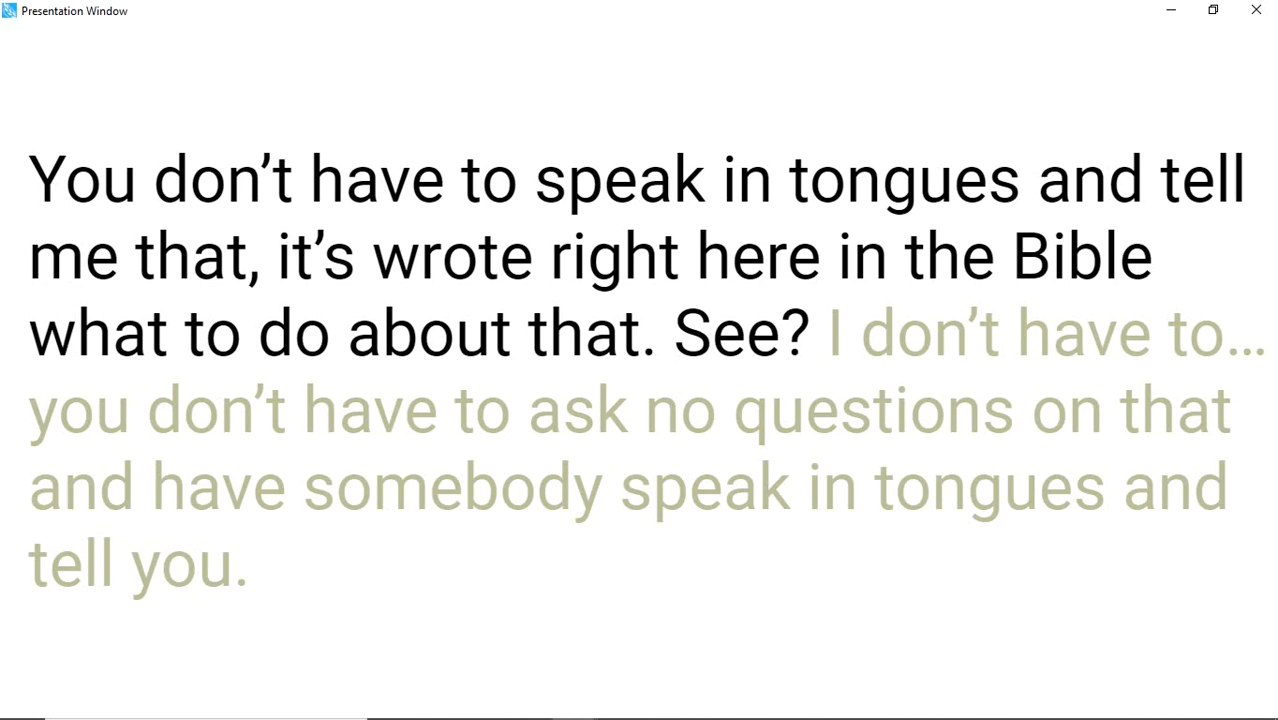 Presentation Window
You don’t have to speak in tongues and tell
me that, it’s wrote right here in the Bible
what to do about that. See? I don’t have to…
you don’t have to ask no questions on that
and have somebody speak in tongues and
tell you.